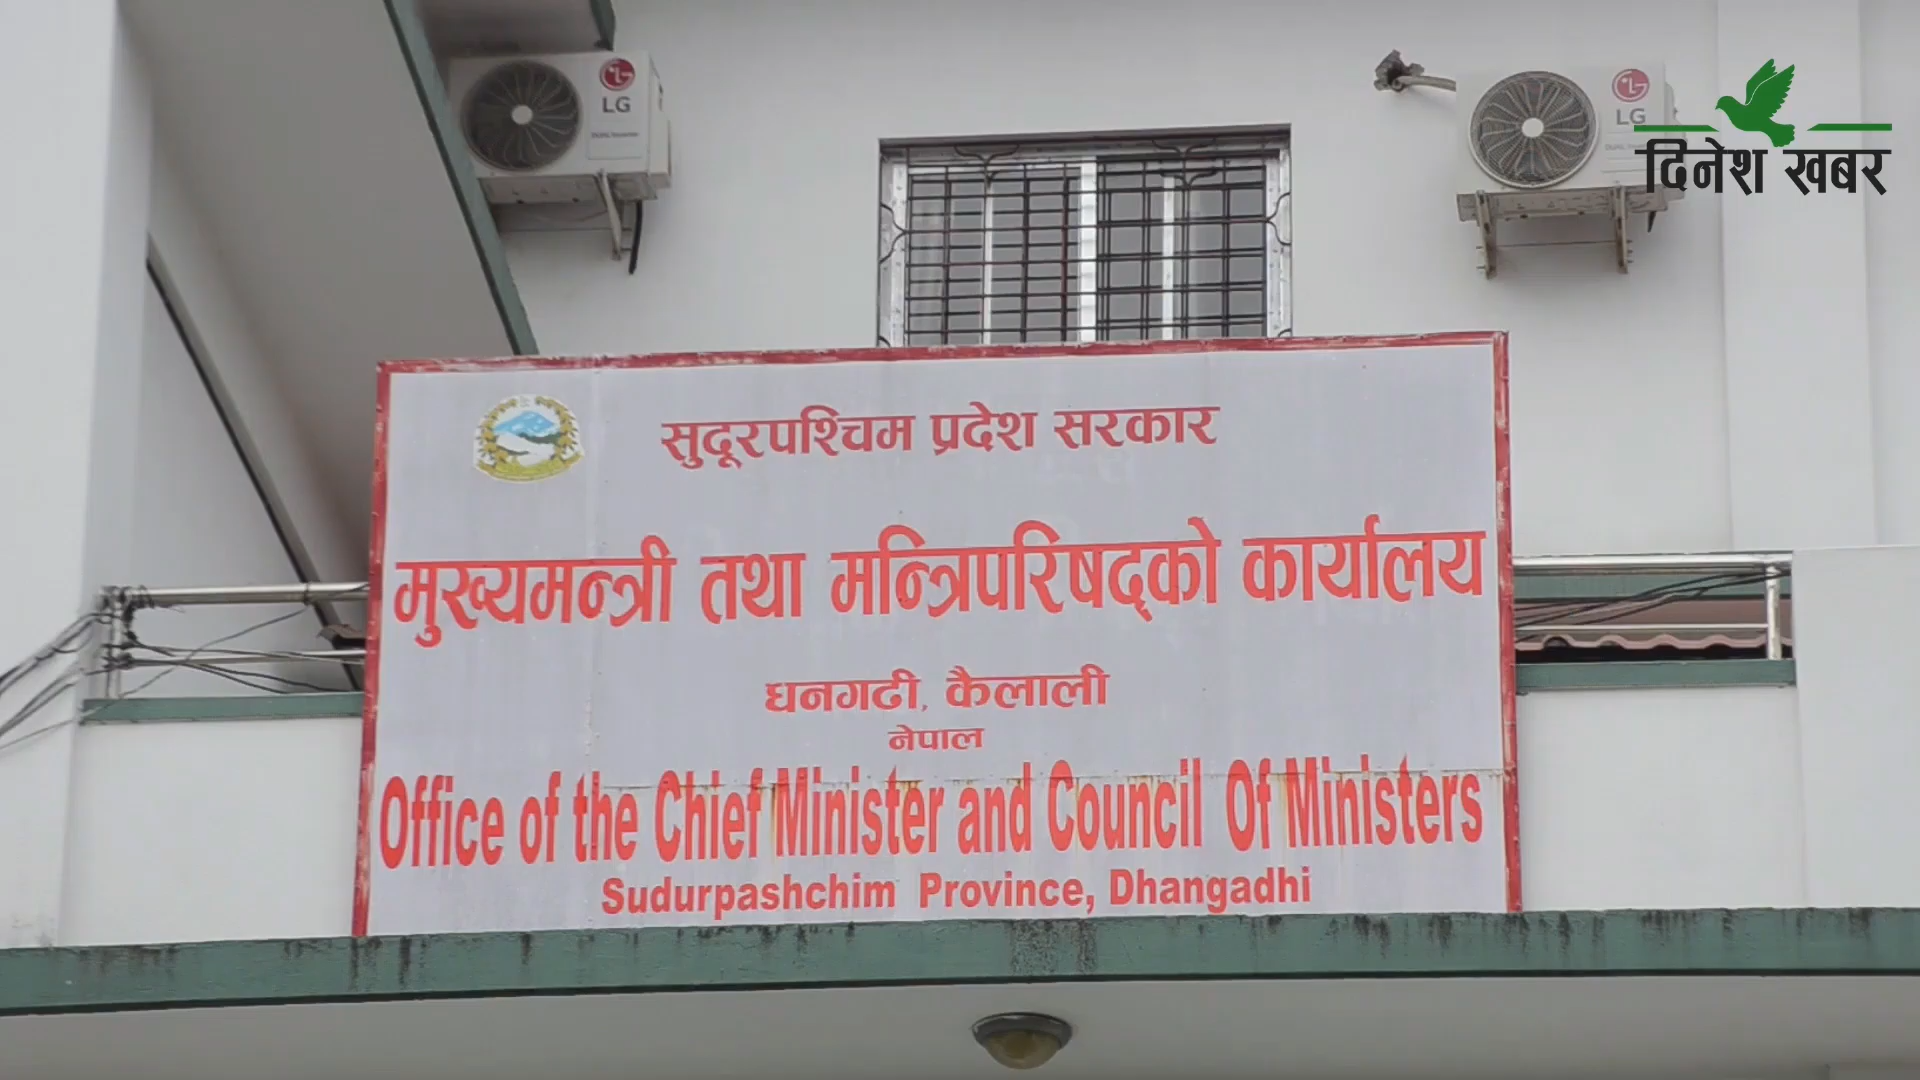 LG
LG
दिनेश खबर
सुदूरपश्चिम प्रदेश सरकार
मुख्यमन्त्री तथा मन्त्रिपरिषद्को कार्यालय
धनगढी, कैलाली
नेपाल
Office of the Chief Minister and Council Of Ministers
Sudurpashchim Province, Dhangadhi